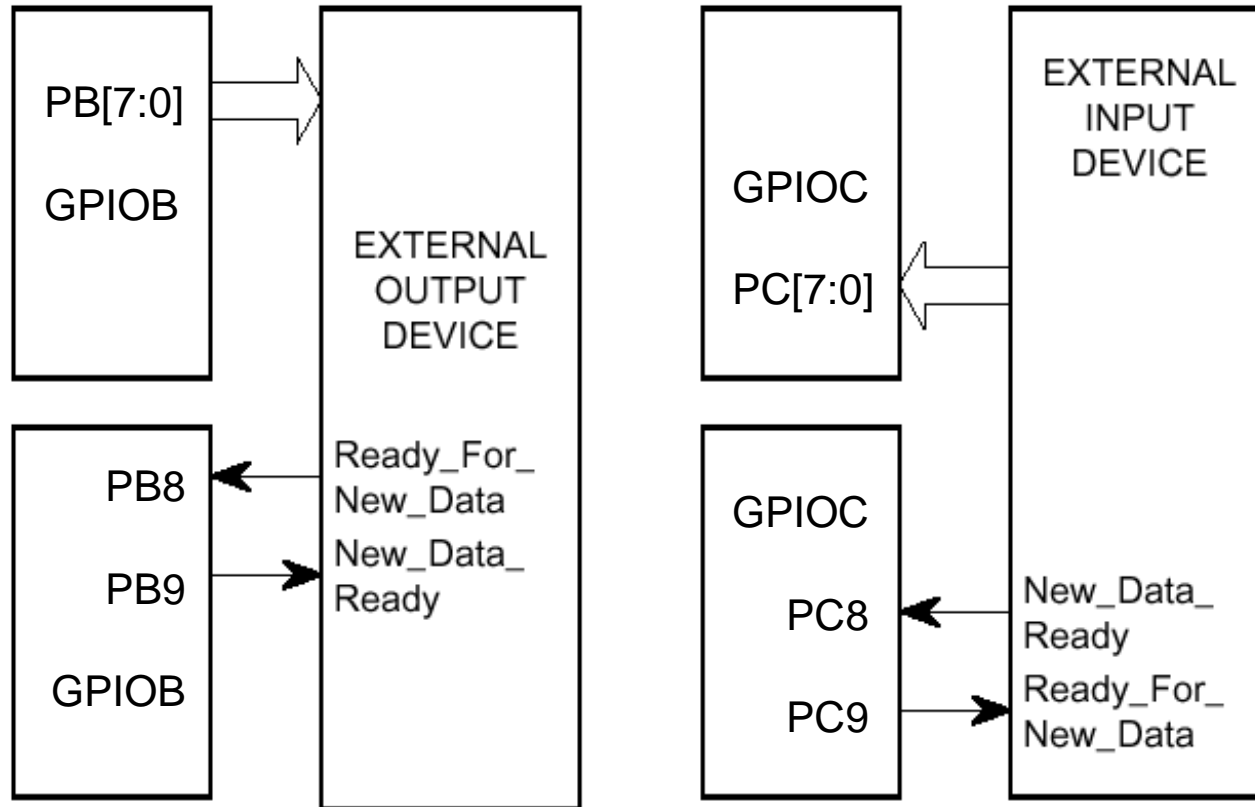 PB[7:0]
GPIOB
EXTERNAL
OUTPUT
DEVICE
PB8
PB9
GPIOB
Ready_For_
New_Data
New_Data_
Ready
GPIOC
PC[7:0]
EXTERNAL
INPUT
DEVICE
GPIOC
PC8
PC9
New_Data_
Ready
Ready_For_
New_Data